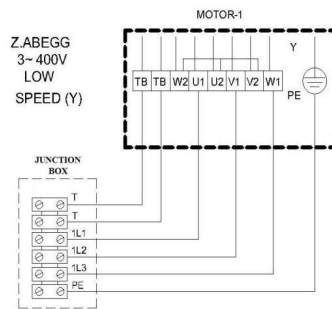 MOTOR-1
Z.ABEGG
3~ 400V
LOW
SPEED (Y)
Y
TB TB W2 U1 U2 V1 V2 W1
PE
JUNCTION
BOX
T
T
1L1
1L2
1L3
PE